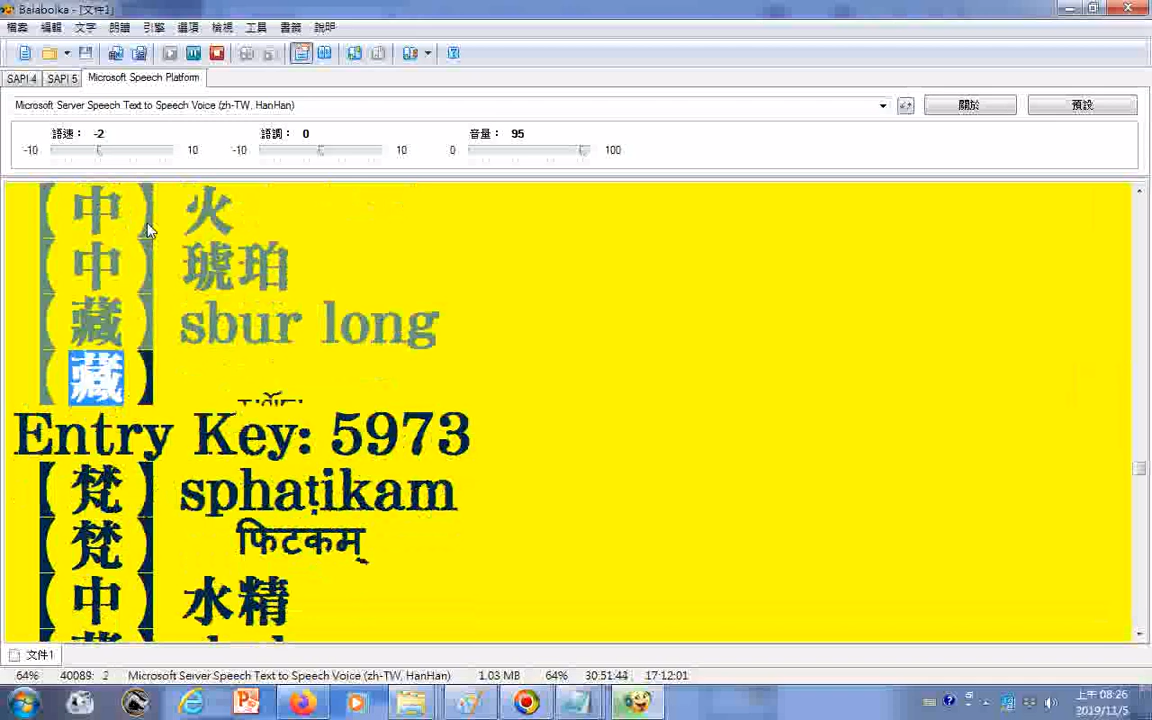 Balabolka - [文件1]
檔案 編輯 文字 朗讀 引擎 選項 檢視 工具 書籤 說明
SAPI 4 SAPI 5 Microsoft Speech Platform
Microsoft Server Speech Text to Speech Voice (zh-TW, HanHan) 關於 預設
語速: -2 語調: 0 音量: 95
-10 10 -10 10 0 100
【中】 火
【中】 琥珀
【藏】 sbur long
【藏】
Entry Key: 5973
【梵】 sphaṭikam
【梵】 फिटकम्
【中】 水精
文件1
64% 40089: 2 Microsoft Server Speech Text to Speech Voice (zh-TW, HanHan) 1.03 MB 64% 30:51:44 17:12:01
上午 08:26
2019/11/5